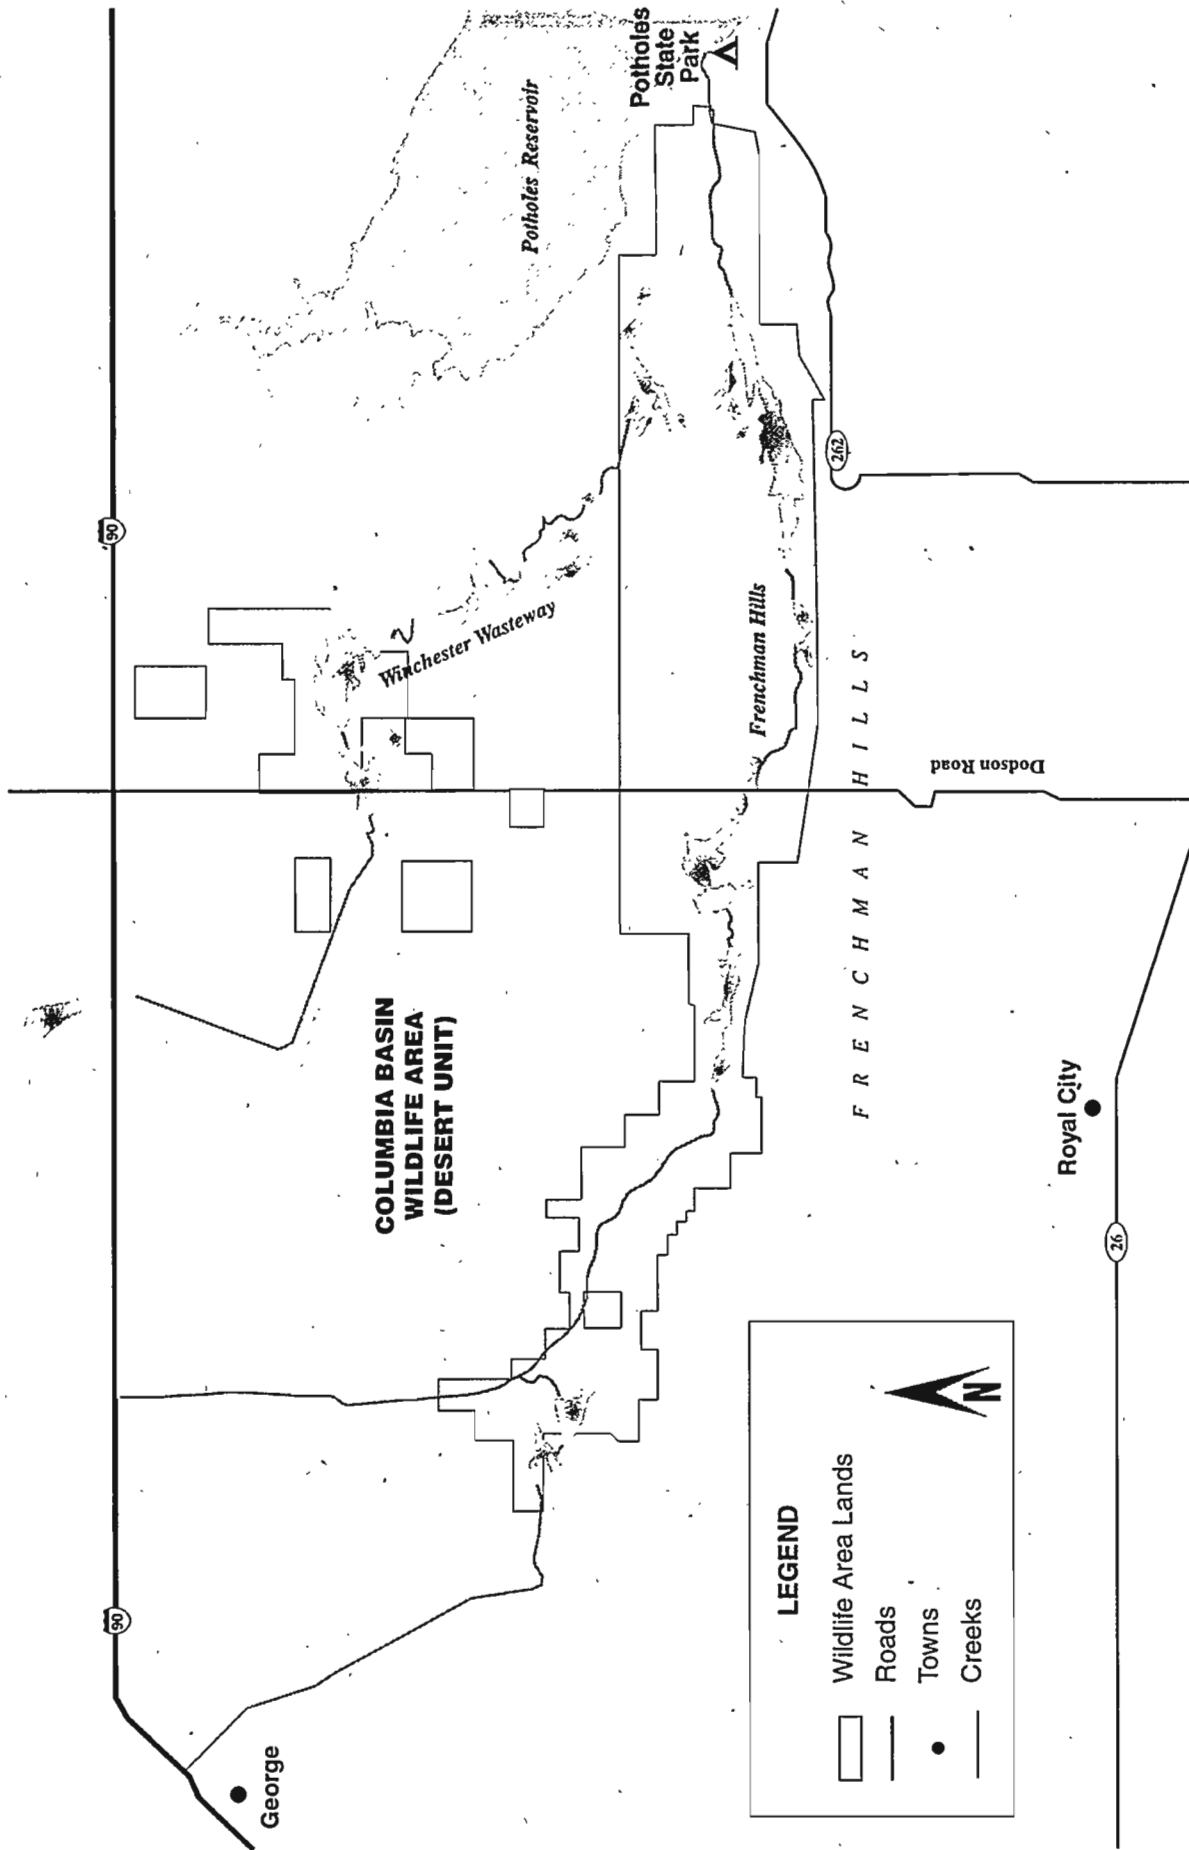 90
90
Potholes Reservoir
Potholes
State
Park
Winchester Wasteway
262
Frenchman Hills
FRENCHMAN HILLS
Dodson Road
COLUMBIA BASIN
WILDLIFE AREA
(DESERT UNIT)
George
Royal City
26
LEGEND
Wildlife Area Lands
Roads
Towns
Creeks
N